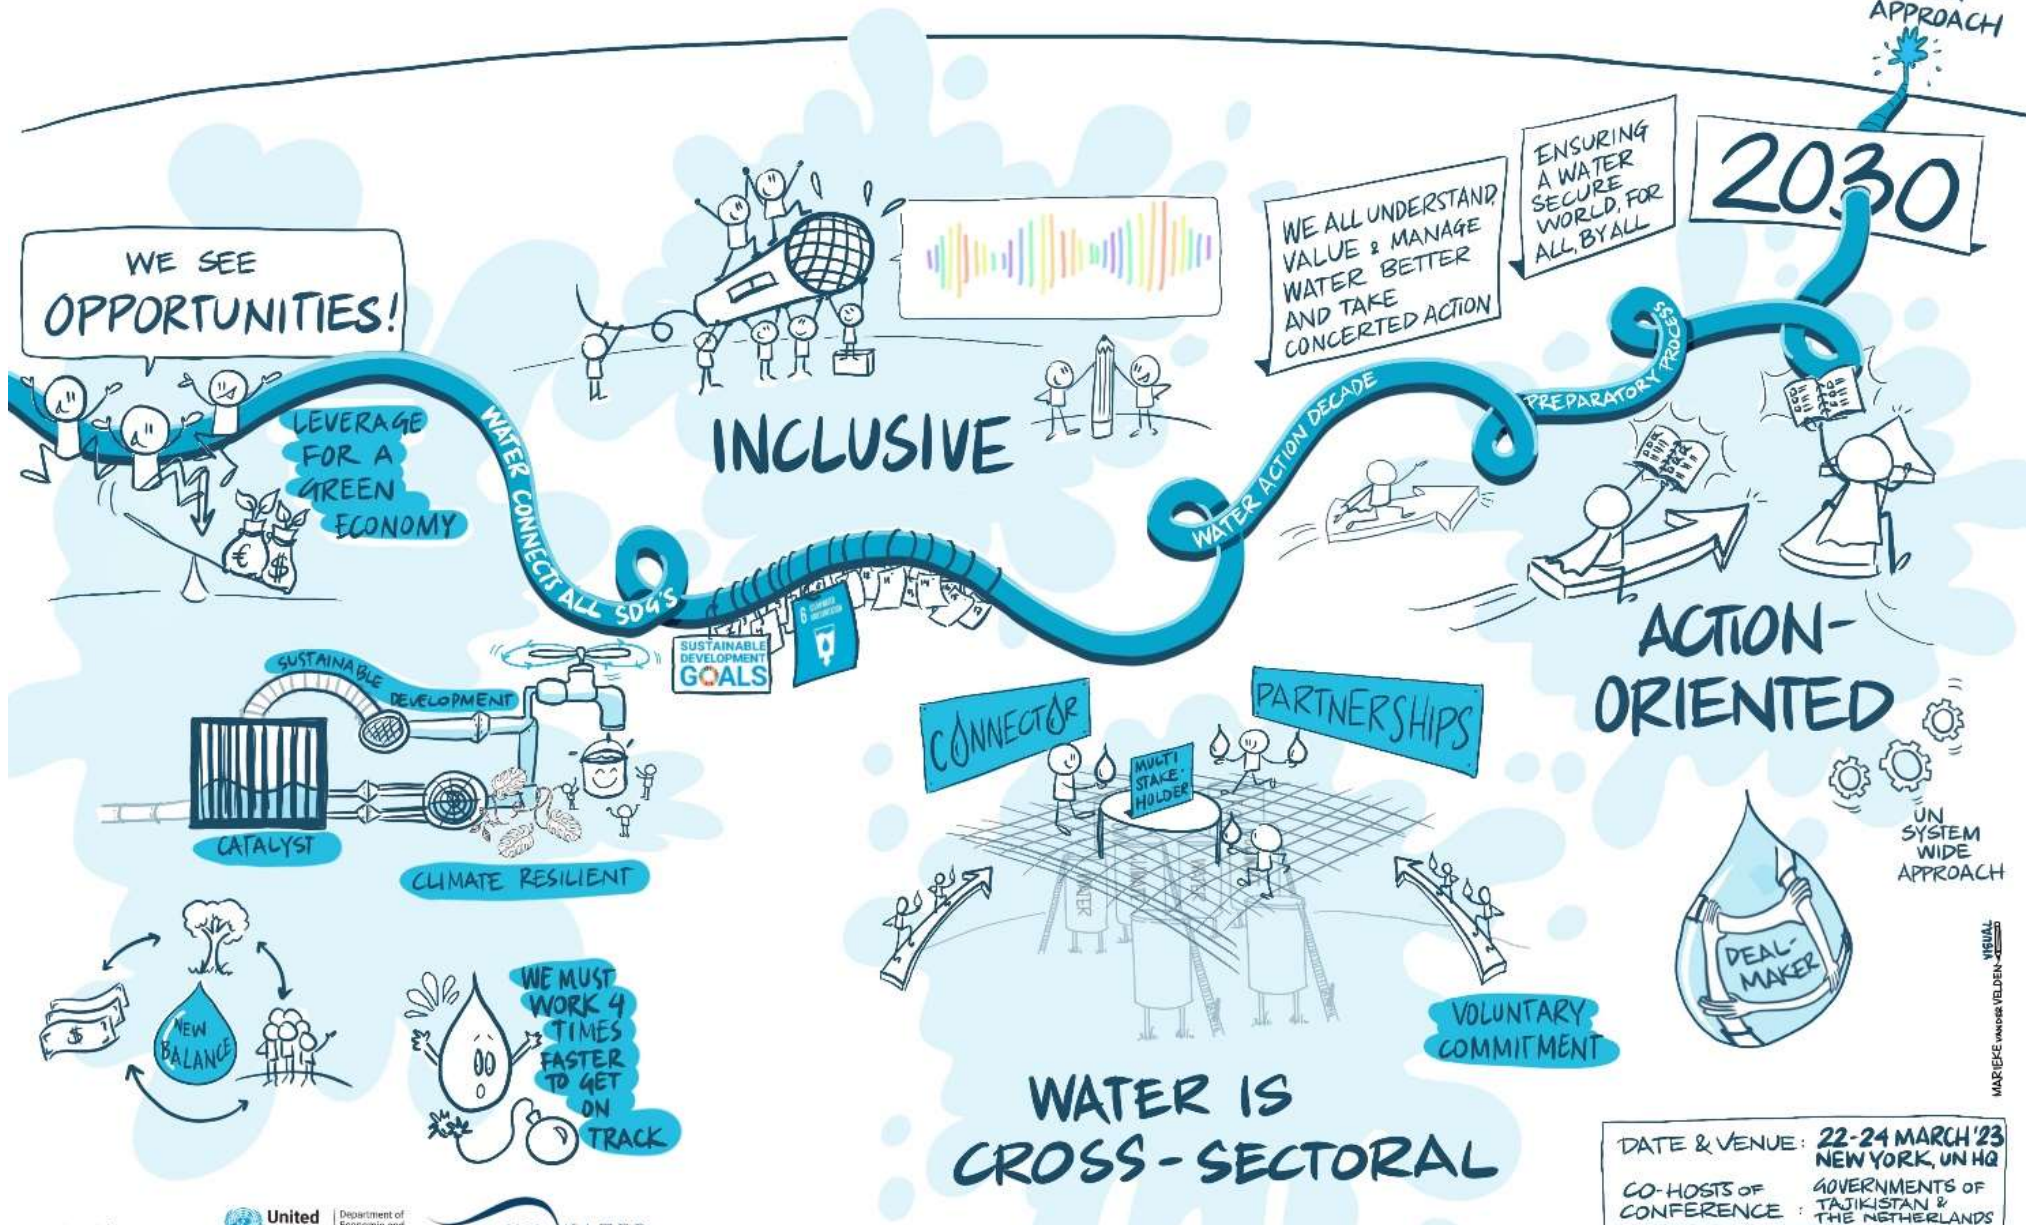 APPROACH
2030
ENSURING
A WATER
SECURE
WORLD, FOR
ALL, BY ALL
WE ALL UNDERSTAND,
VALUE & MANAGE
WATER BETTER
AND TAKE
CONCERTED ACTION
WE SEE
OPPORTUNITIES!
LEVERAGE
FOR A
GREEN
ECONOMY
€ $
WATER CONNECTS ALL SDG'S
INCLUSIVE
WATER ACTION DECADE
PREPARATORY PROCESS
SUSTAINABLE
DEVELOPMENT
GOALS
6
ACTION-
ORIENTED
SUSTAINABLE
DEVELOPMENT
CATALYST
CLIMATE RESILIENT
CONNECTOR
PARTNERSHIPS
MULTI
STAKE-
HOLDER
WATER
UN
SYSTEM
WIDE
APPROACH
DEAL-
MAKER
$
NEW
BALANCE
WE MUST
WORK 4
TIMES
FASTER
TO GET
ON
TRACK
VOLUNTARY
COMMITMENT
WATER IS
CROSS-SECTORAL
MARIEKE VAN DER VELDEN VISUAL
DATE & VENUE: 22-24 MARCH '23
NEW YORK, UN HQ
CO-HOSTS OF
CONFERENCE : GOVERNMENTS OF
TAJIKISTAN &
THE NETHERLANDS
United
Department of
Economic and